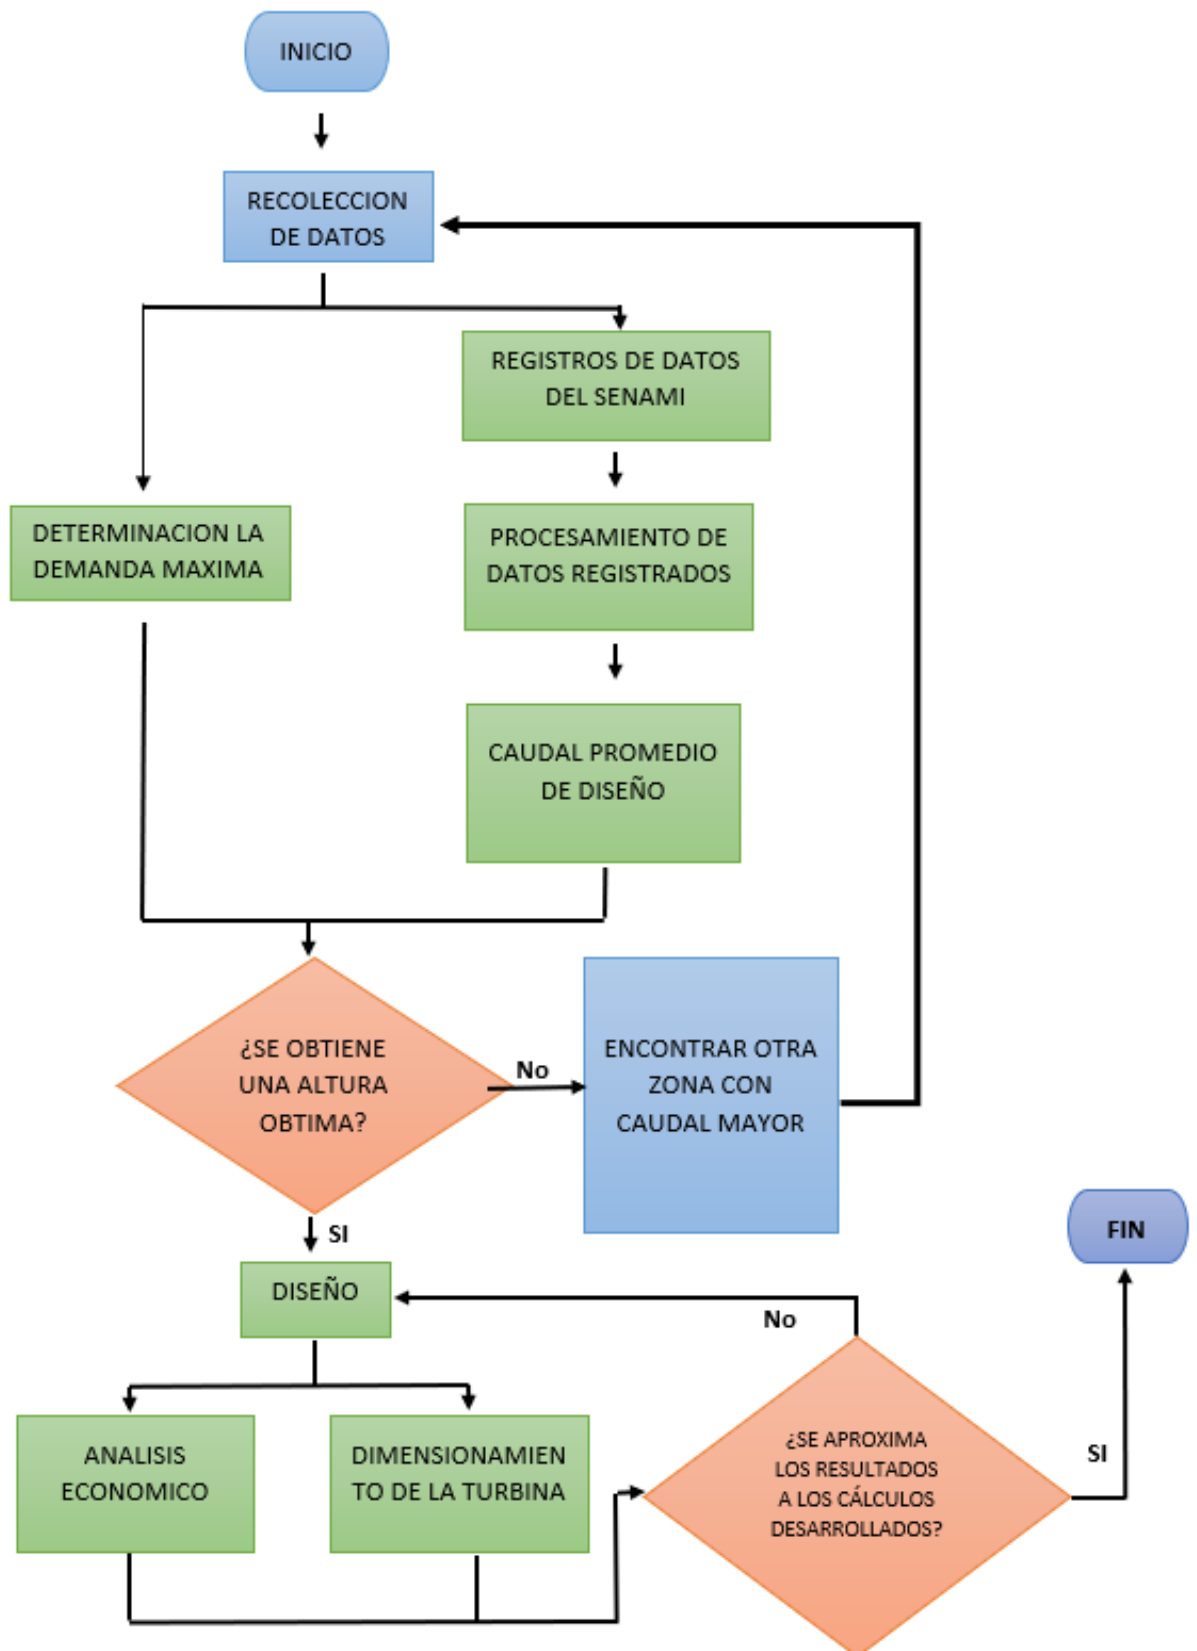 INICIO
RECOLECCION
DE DATOS
REGISTROS DE DATOS
DEL SENAMI
DETERMINACION LA
DEMANDA MAXIMA
PROCESAMIENTO DE
DATOS REGISTRADOS
CAUDAL PROMEDIO
DE DISEÑO
¿SE OBTIENE
UNA ALTURA
OBTIMA?
No
ENCONTRAR OTRA
ZONA CON
CAUDAL MAYOR
SI
DISEÑO
No
ANALISIS
ECONOMICO
DIMENSIONAMIEN
TO DE LA TURBINA
¿SE APROXIMA
LOS RESULTADOS
A LOS CÁLCULOS
DESARROLLADOS?
SI
FIN